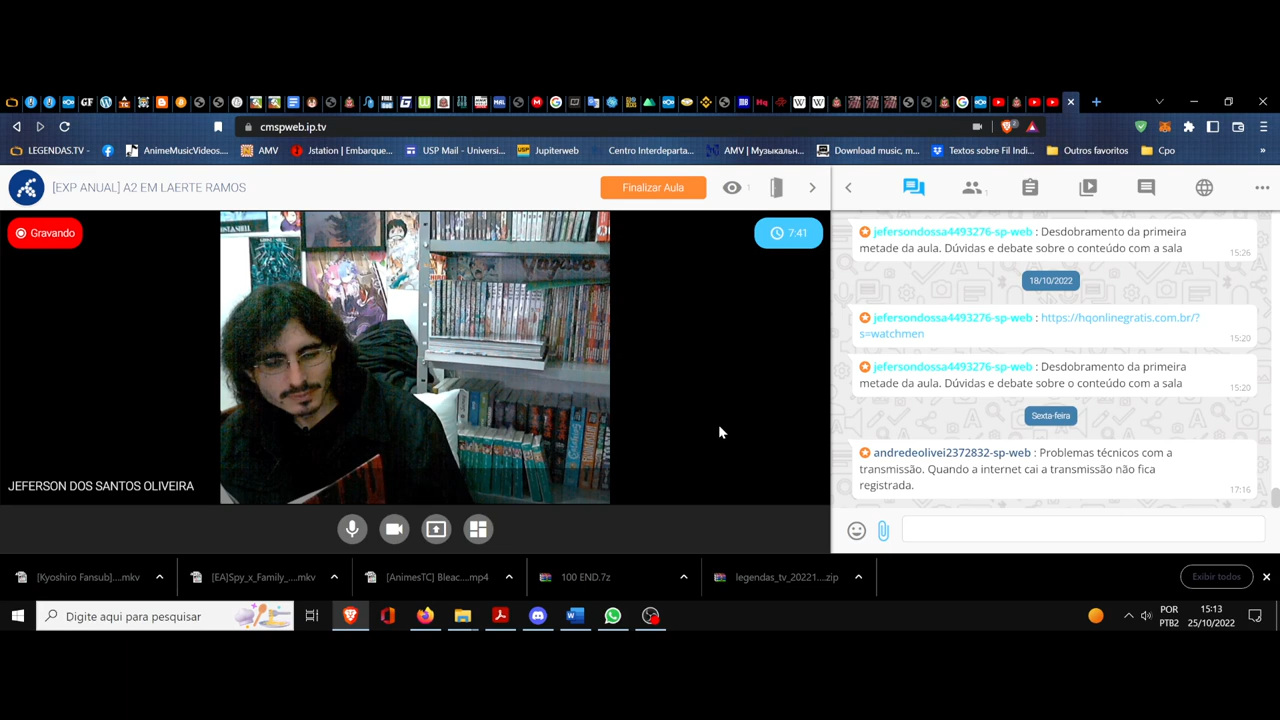 cmspweb.ip.tv
2
LEGENDAS.TV -
AnimeMusicVideos...
AMV
Jstation | Embarque...
USP Mail - Universi...
Jupiterweb
Centro Interdeparta...
AMV | Музыкальн...
Download music, m...
Textos sobre Fil Indi...
Outros favoritos
Cpo
»
[EXP ANUAL] A2 EM LAERTE RAMOS
Finalizar Aula
1
1
Gravando
7:41
JEFERSON DOS SANTOS OLIVEIRA
jefersondossa4493276-sp-web : Desdobramento da primeira
metade da aula. Dúvidas e debate sobre o conteúdo com a sala
15:26
18/10/2022
jefersondossa4493276-sp-web : https://hqonlinegratis.com.br/?
s=watchmen
15:20
jefersondossa4493276-sp-web : Desdobramento da primeira
metade da aula. Dúvidas e debate sobre o conteúdo com a sala
15:20
Sexta-feira
andredeolivei2372832-sp-web : Problemas técnicos com a
transmissão. Quando a internet cai a transmissão não fica
registrada.
17:16
[Kyoshiro Fansub]....mkv
[EA]Spy_x_Family_....mkv
[AnimesTC] Bleac....mp4
100 END.7z
legendas_tv_20221....zip
Exibir todos
Digite aqui para pesquisar
POR
PTB2
15:13
25/10/2022